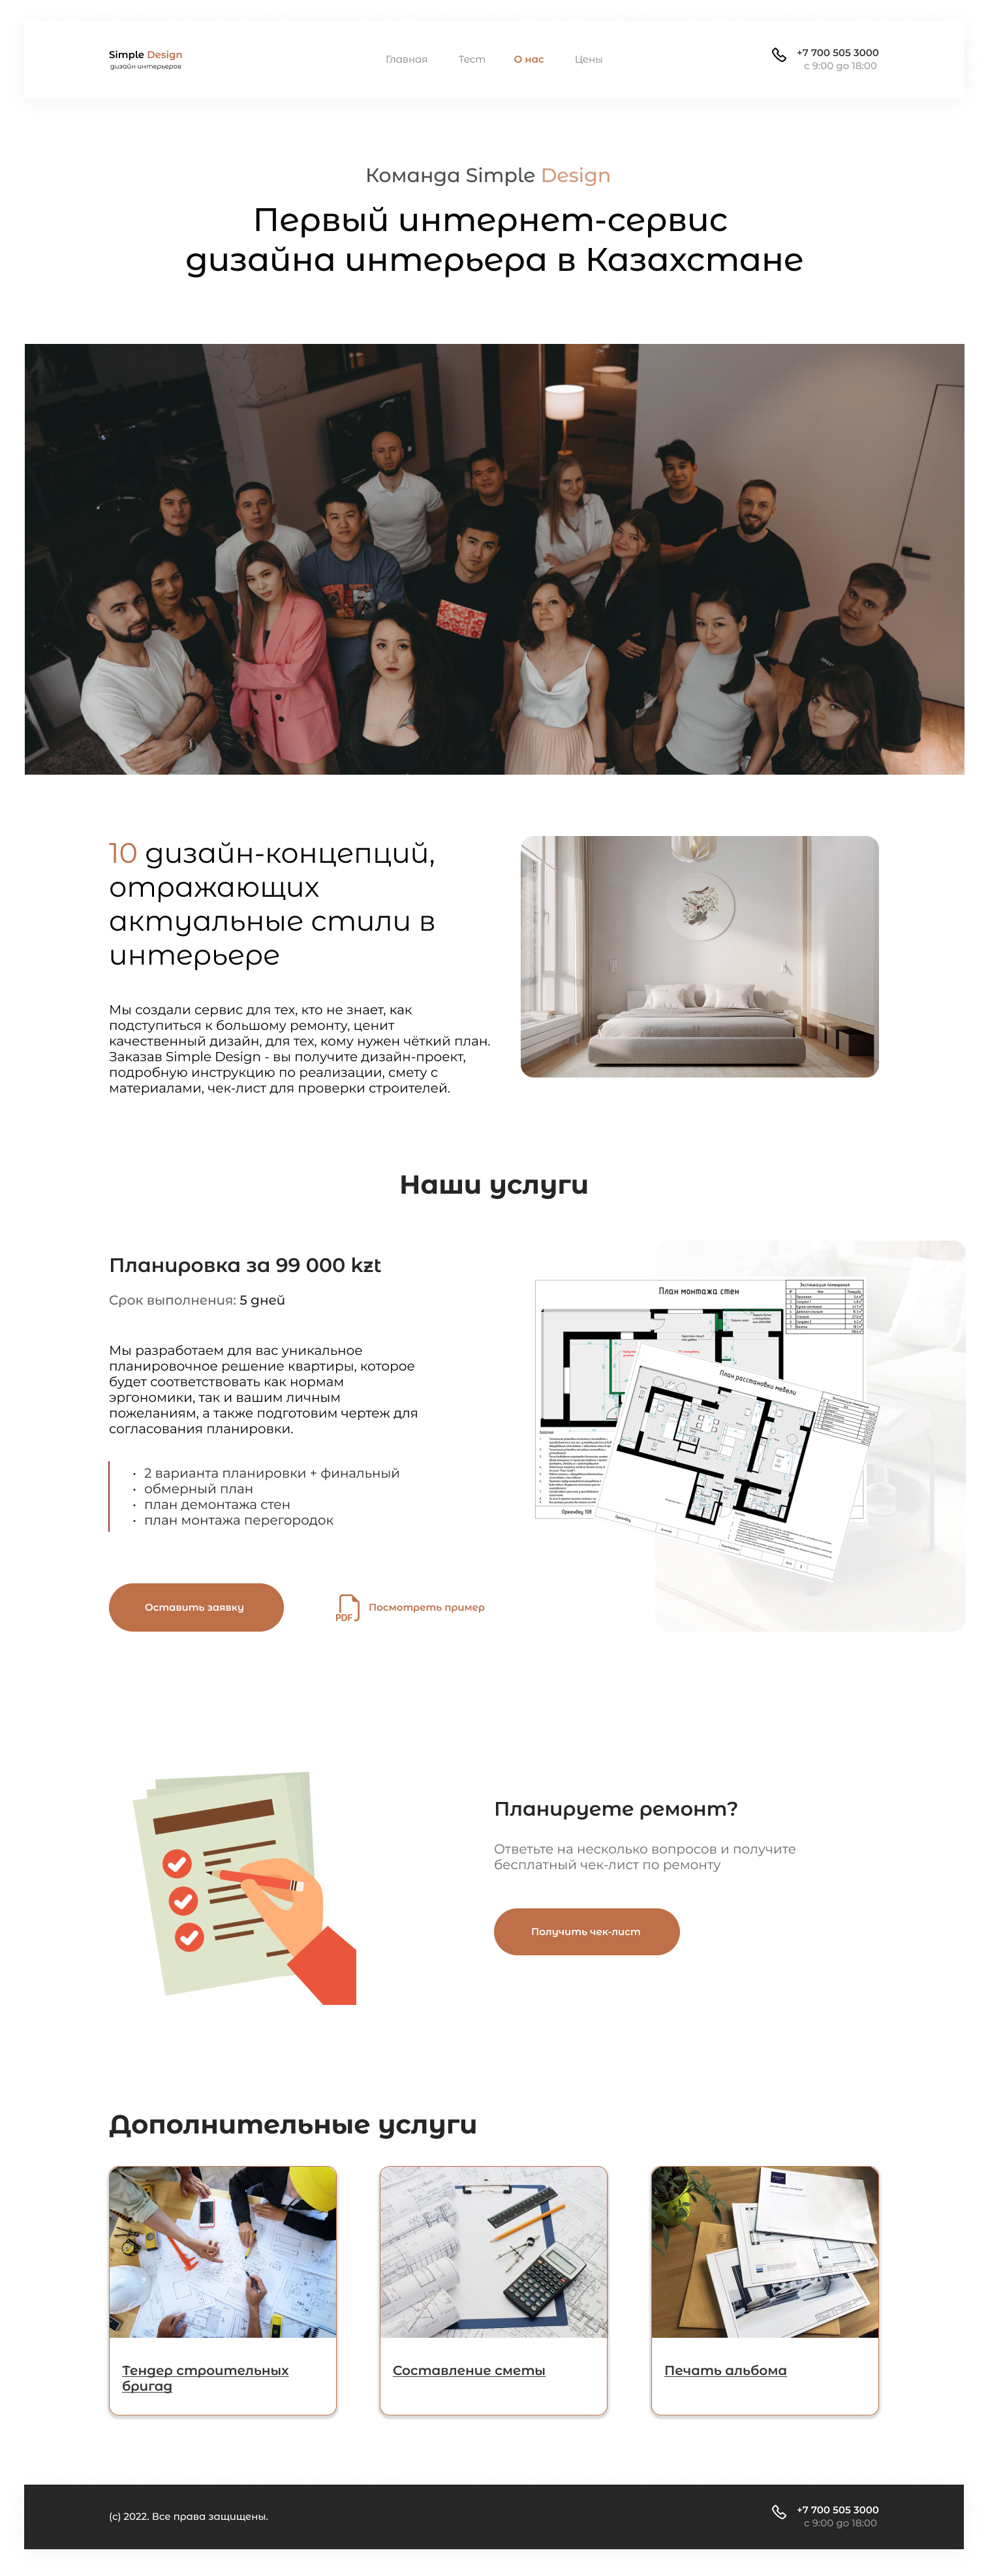 Simple Design
дизайн интерьеров
Главная
Тест
О нас
Цены
+7 700 505 3000
с 9:00 до 18:00
Команда Simple Design
Первый интернет-сервис
дизайна интерьера в Казахстане
10 дизайн-концепций,
отражающих
актуальные стили в
интерьере
Мы создали сервис для тех, кто не знает, как
подступиться к большому ремонту, ценит
качественный дизайн, для тех, кому нужен чёткий план.
Заказав Simple Design - вы получите дизайн-проект,
подробную инструкцию по реализации, смету с
материалами, чек-лист для проверки строителей.
Наши услуги
Планировка за 99 000 kzt
Срок выполнения: 5 дней
Мы разработаем для вас уникальное
планировочное решение квартиры, которое
будет соответствовать как нормам
эргономики, так и вашим личным
пожеланиям, а также подготовим чертеж для
согласования планировки.
• 2 варианта планировки + финальный
• обмерный план
• план демонтажа стен
• план монтажа перегородок
Оставить заявку
PDF
Посмотреть пример
План монтажа стен
Экспликация помещения
План расстановки мебели
Планируете ремонт?
Ответьте на несколько вопросов и получите
бесплатный чек-лист по ремонту
Получить чек-лист
Дополнительные услуги
Тендер строительных
бригад
Составление сметы
Печать альбома
(с) 2022. Все права защищены.
+7 700 505 3000
с 9:00 до 18:00